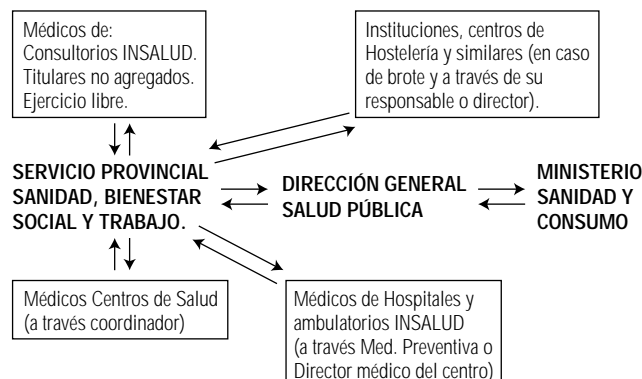 Médicos de:
Consultorios INSALUD.
Titulares no agregados.
Ejercicio libre.
Instituciones, centros de
Hostelería y similares (en caso
de brote y a través de su
responsable o director).
SERVICIO PROVINCIAL
SANIDAD, BIENESTAR
SOCIAL Y TRABAJO.
DIRECCIÓN GENERAL
SALUD PÚBLICA
MINISTERIO
SANIDAD Y
CONSUMO
Médicos Centros de Salud
(a través coordinador)
Médicos de Hospitales y
ambulatorios INSALUD
(a través Med. Preventiva o
Director médico del centro)